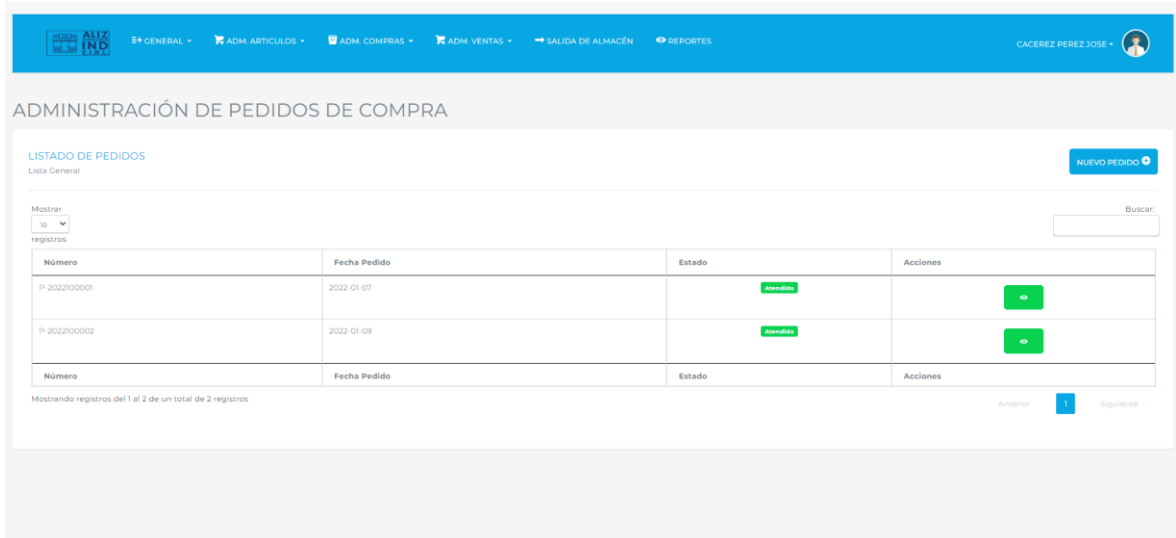 ALIZ
IND
E.I.R.L
GENERAL
ADM. ARTICULOS
ADM. COMPRAS
ADM. VENTAS
SALIDA DE ALMACÉN
REPORTES
CACEREZ PEREZ JOSE
ADMINISTRACIÓN DE PEDIDOS DE COMPRA
LISTADO DE PEDIDOS
Lista General
NUEVO PEDIDO
Mostrar
10
registros
Buscar:
Número Fecha Pedido Estado Acciones
P-2022100001 2022-01-07 Atendido
P-2022100002 2022-01-09 Atendido
Número Fecha Pedido Estado Acciones
Mostrando registros del 1 al 2 de un total de 2 registros
Anterior 1 Siguiente